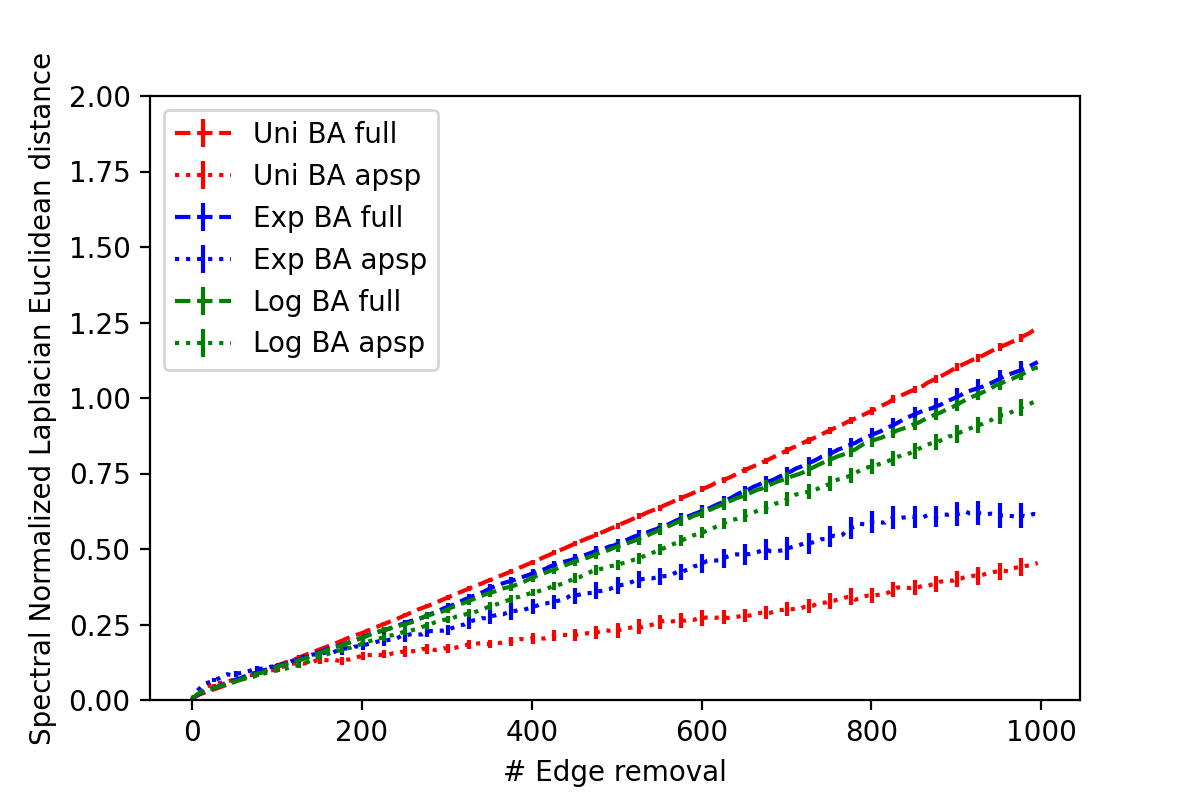 Spectral Normalized Laplacian Euclidean distance
2.00
1.75
1.50
1.25
1.00
0.75
0.50
0.25
0.00
Uni BA full
Uni BA apsp
Exp BA full
Exp BA apsp
Log BA full
Log BA apsp
0 200 400 600 800 1000
# Edge removal